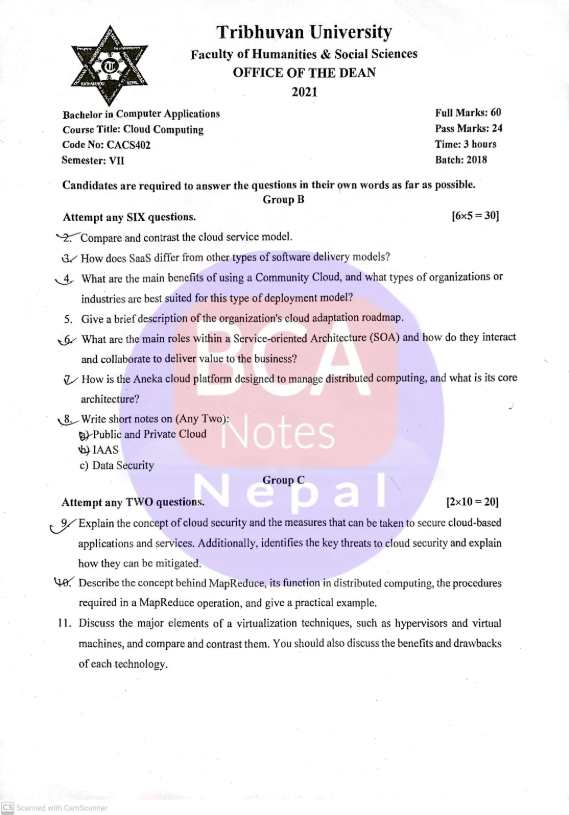 Tribhuvan University
Faculty of Humanities & Social Sciences
OFFICE OF THE DEAN
2021
Bachelor in Computer Applications
Course Title: Cloud Computing
Code No: CACS402
Semester: VII
Full Marks: 60
Pass Marks: 24
Time: 3 hours
Batch: 2018
Candidates are required to answer the questions in their own words as far as possible.
Group B
Attempt any SIX questions. [6×5 = 30]
2. Compare and contrast the cloud service model.
3. How does SaaS differ from other types of software delivery models?
4. What are the main benefits of using a Community Cloud, and what types of organizations or
industries are best suited for this type of deployment model?
5. Give a brief description of the organization's cloud adaptation roadmap.
6. What are the main roles within a Service-oriented Architecture (SOA) and how do they interact
and collaborate to deliver value to the business?
7. How is the Aneka cloud platform designed to manage distributed computing, and what is its core
architecture?
8. Write short notes on (Any Two):
a) Public and Private Cloud
b) IAAS
c) Data Security
BCA
Notes
Nepal
Group C
Attempt any TWO questions. [2×10 = 20]
9. Explain the concept of cloud security and the measures that can be taken to secure cloud-based
applications and services. Additionally, identifies the key threats to cloud security and explain
how they can be mitigated.
10. Describe the concept behind MapReduce, its function in distributed computing, the procedures
required in a MapReduce operation, and give a practical example.
11. Discuss the major elements of a virtualization techniques, such as hypervisors and virtual
machines, and compare and contrast them. You should also discuss the benefits and drawbacks
of each technology.
CS Scanned with CamScanner